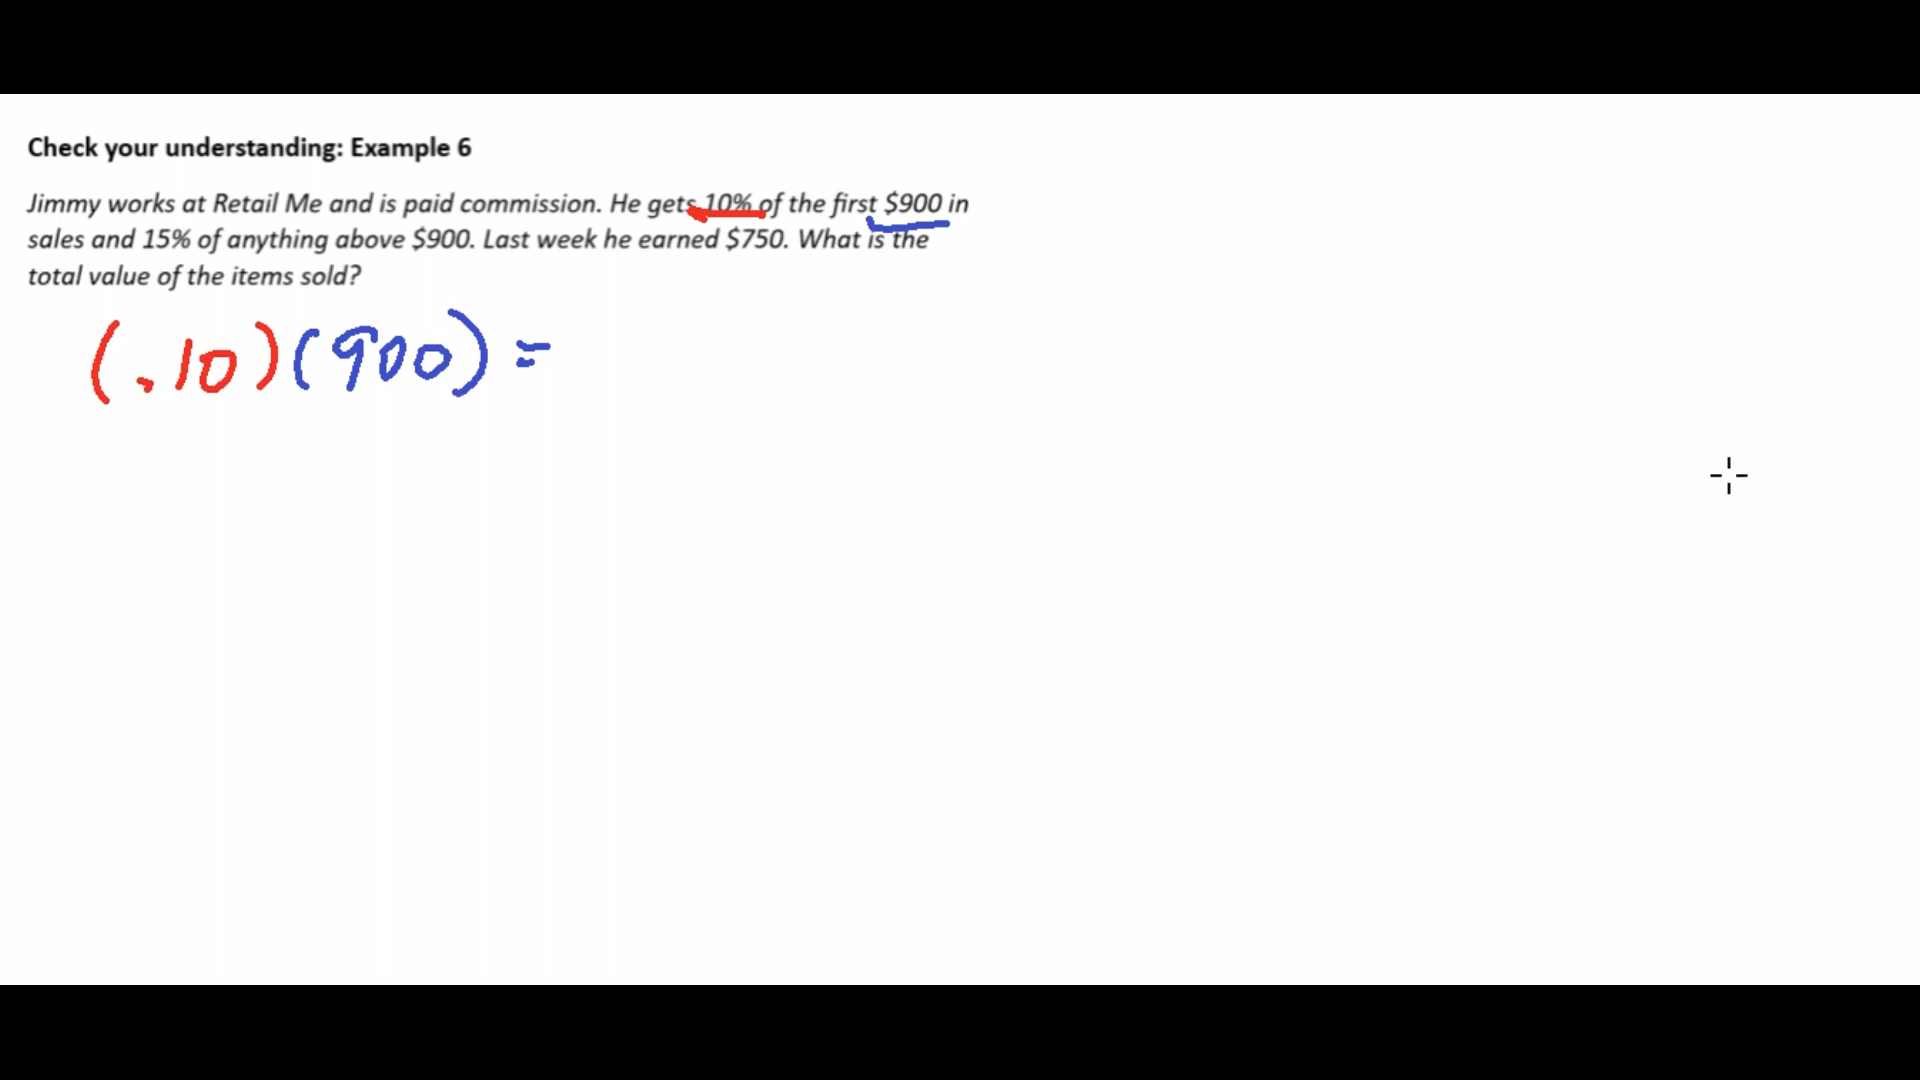 Check your understanding: Example 6
Jimmy works at Retail Me and is paid commission. He gets 10% of the first $900 in
sales and 15% of anything above $900. Last week he earned $750. What is the
total value of the items sold?
(.10)(900) =